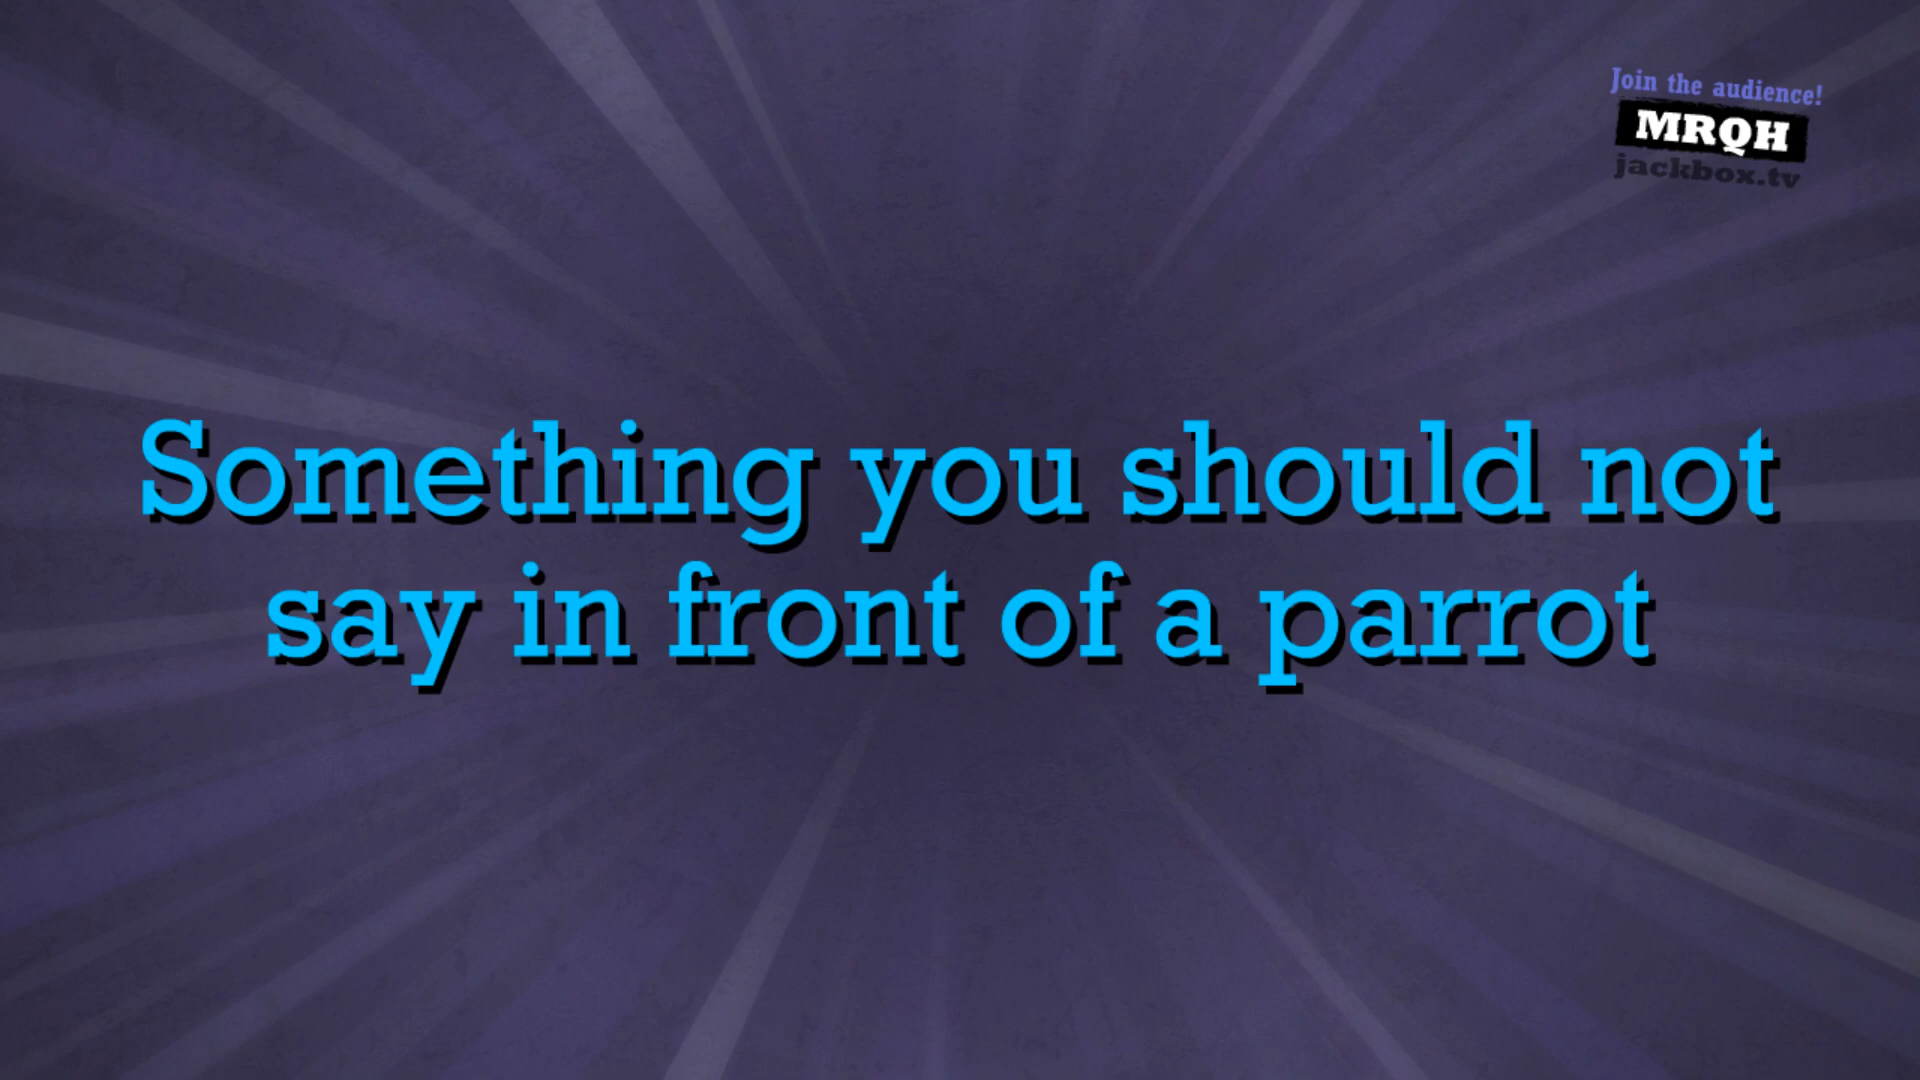 Join the audience!
MRQH
jackbox.tv
Something you should not
say in front of a parrot